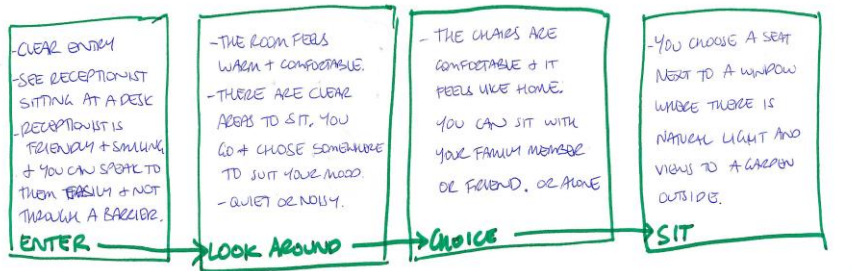 -CLEAR ENTRY
-SEE RECEPTIONIST
SITTING AT A DESK
-RECEPTIONIST IS
FRIENDLY + SMILING
& YOU CAN SPEAK TO
THEM EASILY & NOT
THROUGH A BARRIER.
ENTER
-THE ROOM FEELS
WARM + COMFORTABLE.
-THERE ARE CLEAR
AREAS TO SIT. YOU
GO & CHOSE SOMEWHERE
TO SUIT YOUR MOOD.
-QUIET OR NOISY.
LOOK AROUND
- THE CHAIRS ARE
COMFORTABLE & IT
FEELS LIKE HOME.
YOU CAN SIT WITH
YOUR FAMILY MEMBER
OR FRIEND. OR ALONE
CHOICE
-YOU CHOOSE A SEAT
NEXT TO A WINDOW
WHERE THERE IS
NATURAL LIGHT AND
VIEWS TO A GARDEN
OUTSIDE.
SIT